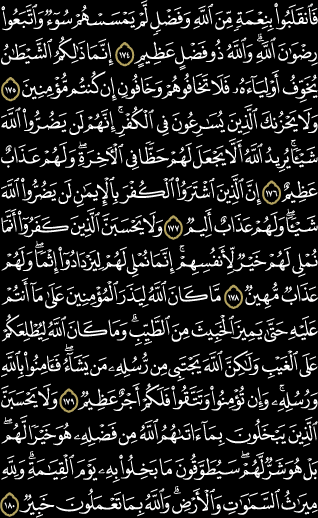 فَٱنقَلَبُوا۟ بِنِعْمَةٍ مِّنَ ٱللَّهِ وَفَضْلٍ لَّمْ يَمْسَسْهُمْ سُوٓءٌ وَٱتَّبَعُوا۟
رِضْوَٰنَ ٱللَّهِ ۗ وَٱللَّهُ ذُو فَضْلٍ عَظِيمٍ ١٧٤ إِنَّمَا ذَٰلِكُمُ ٱلشَّيْطَٰنُ
يُخَوِّفُ أَوْلِيَآءَهُۥ فَلَا تَخَافُوهُمْ وَخَافُونِ إِن كُنتُم مُّؤْمِنِينَ ١٧٥
وَلَا يَحْزُنكَ ٱلَّذِينَ يُسَٰرِعُونَ فِى ٱلْكُفْرِ ۚ إِنَّهُمْ لَن يَضُرُّوا۟ ٱللَّهَ
شَيْـًٔا ۗ يُرِيدُ ٱللَّهُ أَلَّا يَجْعَلَ لَهُمْ حَظًّا فِى ٱلْـَٔاخِرَةِ ۖ وَلَهُمْ عَذَابٌ
عَظِيمٌ ١٧٦ إِنَّ ٱلَّذِينَ ٱشْتَرَوُا۟ ٱلْكُفْرَ بِٱلْإِيمَٰنِ لَن يَضُرُّوا۟ ٱللَّهَ
شَيْـًٔا وَلَهُمْ عَذَابٌ أَلِيمٌ ١٧٧ وَلَا يَحْسَبَنَّ ٱلَّذِينَ كَفَرُوٓا۟ أَنَّمَا
نُمْلِى لَهُمْ خَيْرٌ لِّأَنفُسِهِمْ ۚ إِنَّمَا نُمْلِى لَهُمْ لِيَزْدَادُوٓا۟ إِثْمًا ۚ وَلَهُمْ
عَذَابٌ مُّهِينٌ ١٧٨ مَّا كَانَ ٱللَّهُ لِيَذَرَ ٱلْمُؤْمِنِينَ عَلَىٰ مَآ أَنتُمْ
عَلَيْهِ حَتَّىٰ يَمِيزَ ٱلْخَبِيثَ مِنَ ٱلطَّيِّبِ ۗ وَمَا كَانَ ٱللَّهُ لِيُطْلِعَكُمْ
عَلَى ٱلْغَيْبِ وَلَٰكِنَّ ٱللَّهَ يَجْتَبِى مِن رُّسُلِهِۦ مَن يَشَآءُ ۖ فَـَٔامِنُوا۟ بِٱللَّهِ
وَرُسُلِهِۦ ۚ وَإِن تُؤْمِنُوا۟ وَتَتَّقُوا۟ فَلَكُمْ أَجْرٌ عَظِيمٌ ١٧٩ وَلَا يَحْسَبَنَّ
ٱلَّذِينَ يَبْخَلُونَ بِمَآ ءَاتَىٰهُمُ ٱللَّهُ مِن فَضْلِهِۦ هُوَ خَيْرًا لَّهُم ۖ
بَلْ هُوَ شَرٌّ لَّهُمْ ۖ سَيُطَوَّقُونَ مَا بَخِلُوا۟ بِهِۦ يَوْمَ ٱلْقِيَٰمَةِ ۗ وَلِلَّهِ
مِيرَٰثُ ٱلسَّمَٰوَٰتِ وَٱلْأَرْضِ ۗ وَٱللَّهُ بِمَا تَعْمَلُونَ خَبِيرٌ ١٨٠